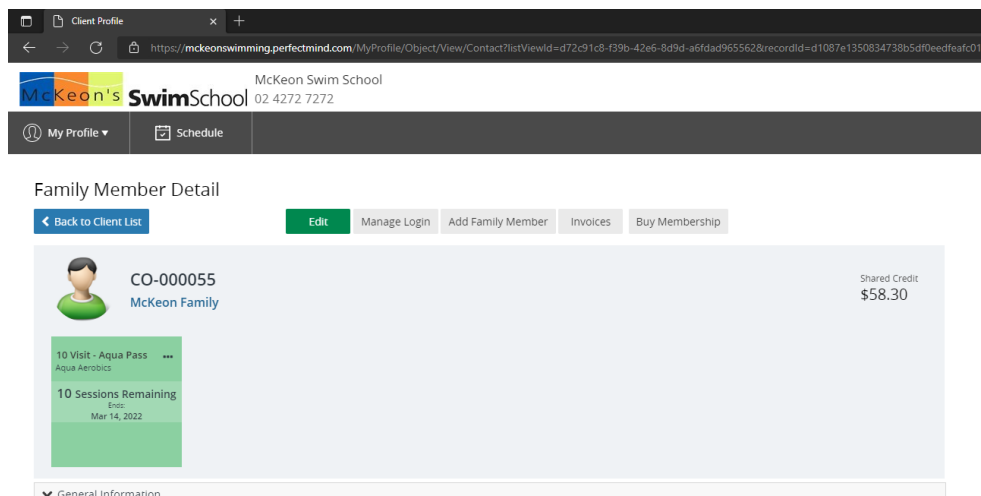 Client Profile
https://mckeonswimming.perfectmind.com/MyProfile/Object/View/Contact?listViewId=d72c91c8-f39b-42e6-8d9d-a6fdad965562&recordId=d1087e1350834738b5df0eedfeafc01
McKeon's SwimSchool
McKeon Swim School
02 4272 7272
My Profile
Schedule
Family Member Detail
Back to Client List
Edit
Manage Login
Add Family Member
Invoices
Buy Membership
CO-000055
McKeon Family
Shared Credit
$58.30
10 Visit - Aqua Pass
Aqua Aerobics
10 Sessions Remaining
Ends:
Mar 14, 2022
General Information